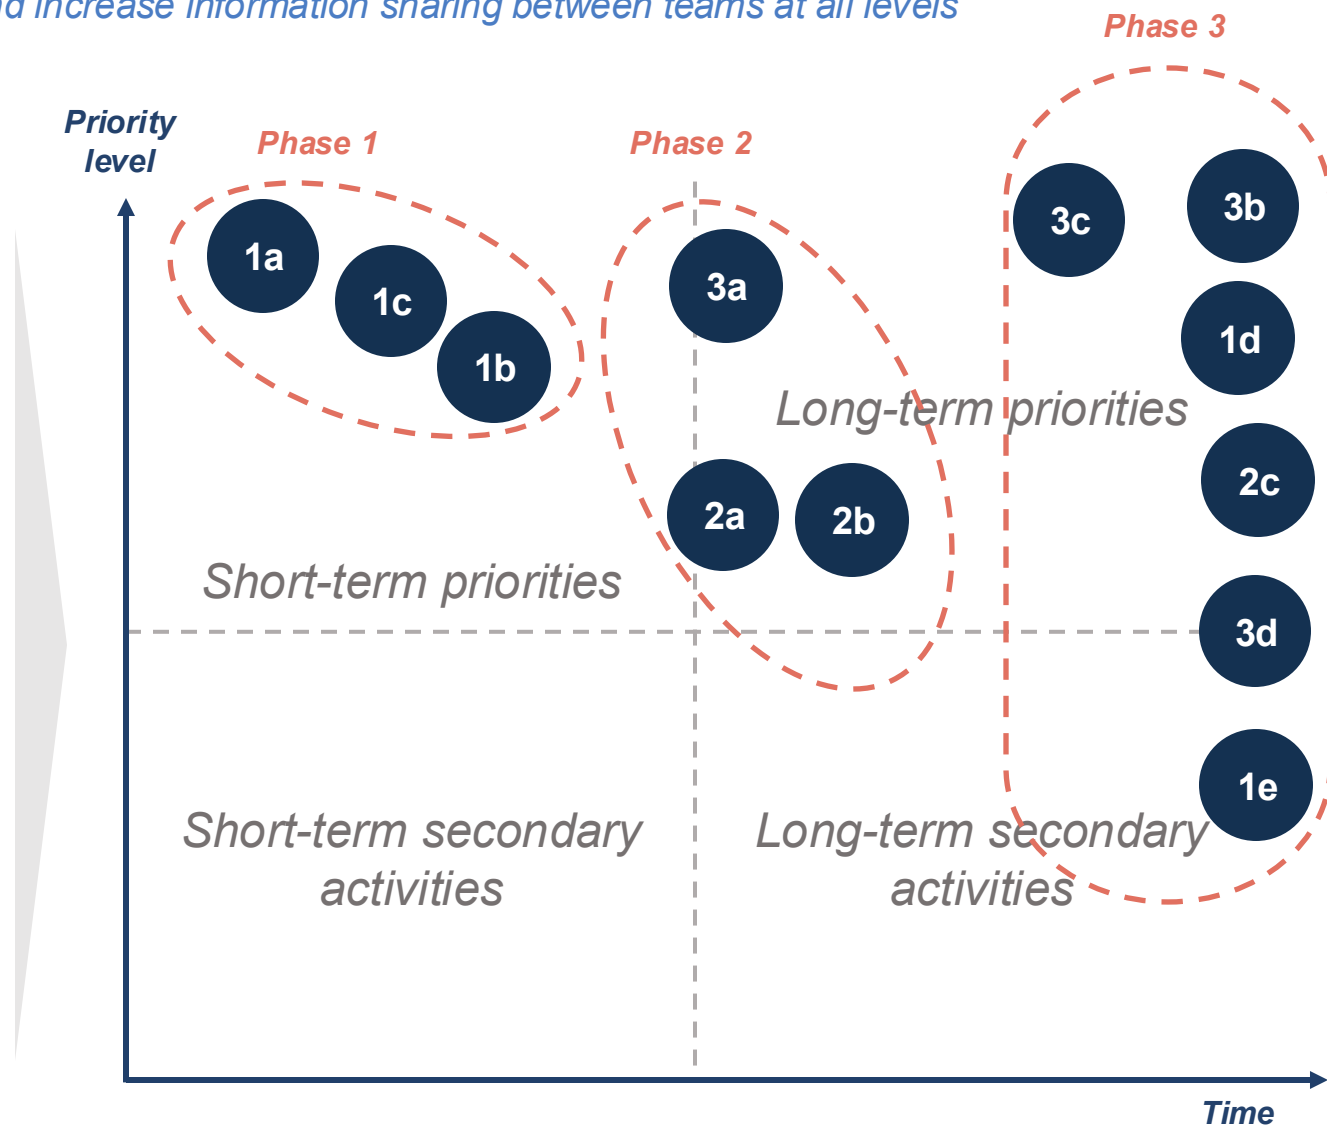 increase information sharing between teams at all levels
Phase 3
Priority
level
Phase 1
Phase 2
1a
1c
1b
3a
3c
3b
1d
Long-term priorities
2c
2a
2b
Short-term priorities
3d
1e
Short-term secondary
activities
Long-term secondary
activities
Time